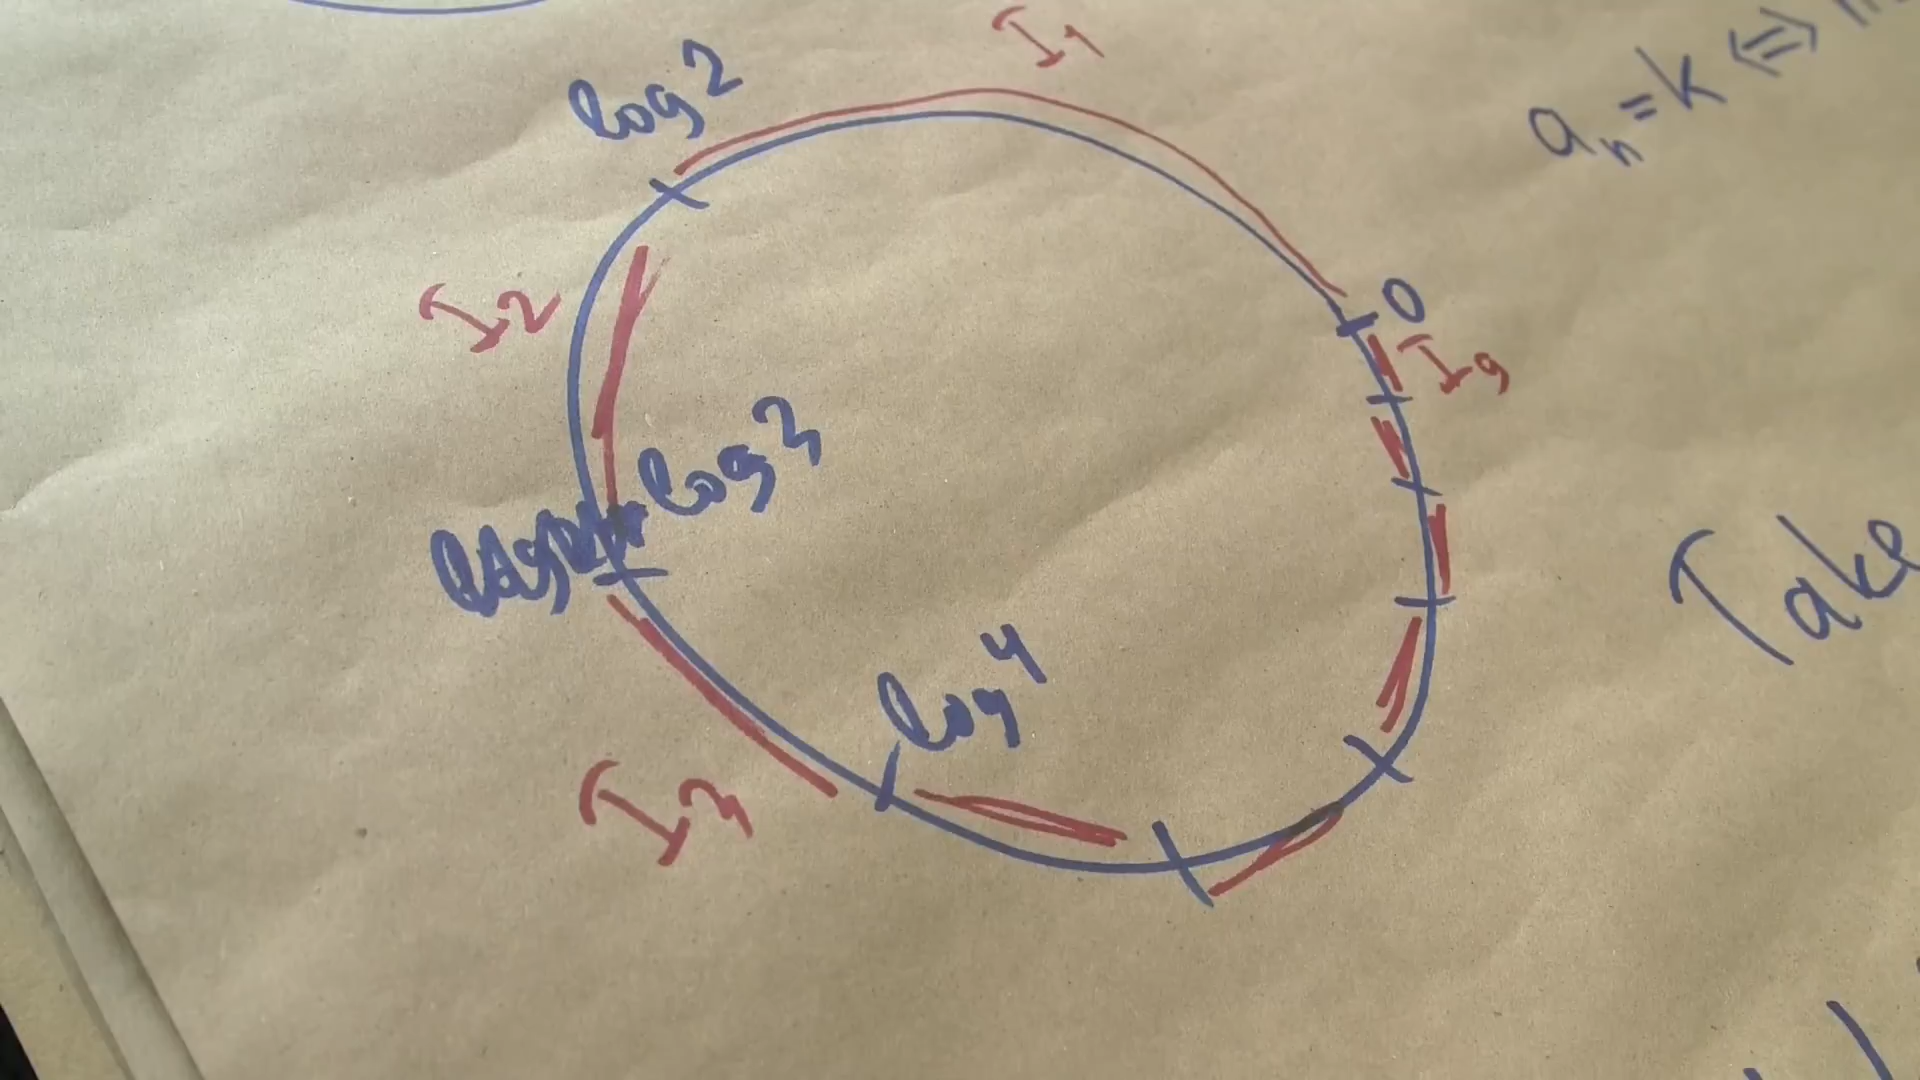 I1
log 2
a_n = k ⇔
0
I2
I9
log 3
Take
log 4
I3